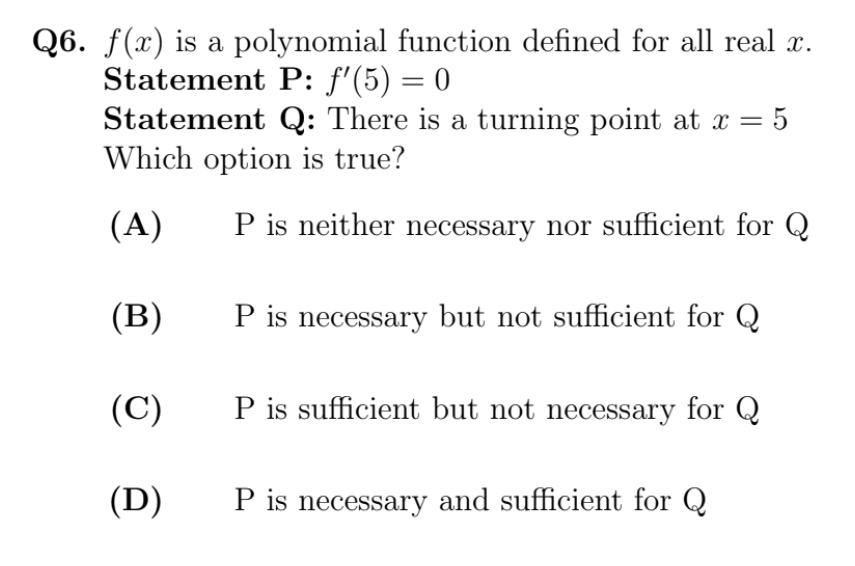 Q6. f(x) is a polynomial function defined for all real x.
Statement P: f′(5) = 0
Statement Q: There is a turning point at x = 5
Which option is true?
(A) P is neither necessary nor sufficient for Q
(B) P is necessary but not sufficient for Q
(C) P is sufficient but not necessary for Q
(D) P is necessary and sufficient for Q